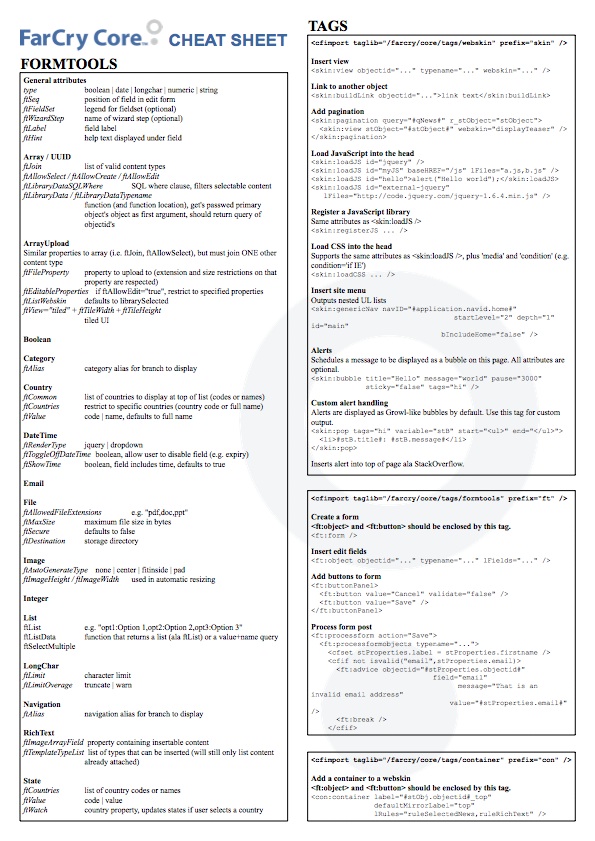 FarCry Core™ CHEAT SHEET
FORMTOOLS
General attributes
type boolean | date | longchar | numeric | string
ftSeq position of field in edit form
ftFieldSet legend for fieldset (optional)
ftWizardStep name of wizard step (optional)
ftLabel field label
ftHint help text displayed under field
Array / UUID
ftJoin list of valid content types
ftAllowSelect / ftAllowCreate / ftAllowEdit
ftLibraryDataSQLWhere SQL where clause, filters selectable content
ftLibraryData / ftLibraryDataTypename
function (and function location), get's passwed primary
object's object as first argument, should return query of
objectid's
ArrayUpload
Similar properties to array (i.e. ftJoin, ftAllowSelect), but must join ONE other
content type
ftFileProperty property to upload to (extension and size restrictions on that
property are respected)
ftEditableProperties if ftAllowEdit="true", restrict to specified properties
ftListWebskin defaults to librarySelected
ftView="tiled" + ftTileWidth + ftTileHeight
tiled UI
Boolean
Category
ftAlias category alias for branch to display
Country
ftCommon list of countries to display at top of list (codes or names)
ftCountries restrict to specific countries (country code or full name)
ftValue code | name, defaults to full name
DateTime
ftRenderType jquery | dropdown
ftToggleOffDateTime boolean, allow user to disable field (e.g. expiry)
ftShowTime boolean, field includes time, defaults to true
Email
File
ftAllowedFileExtensions e.g. "pdf,doc,ppt"
ftMaxSize maximum file size in bytes
ftSecure defaults to false
ftDestination storage directory
Image
ftAutoGenerateType none | center | fitinside | pad
ftImageHeight / ftImageWidth used in automatic resizing
Integer
List
ftList e.g. "opt1:Option 1,opt2:Option 2,opt3:Option 3"
ftListData function that returns a list (ala ftList) or a value+name query
ftSelectMultiple
LongChar
ftLimit character limit
ftLimitOverage truncate | warn
Navigation
ftAlias navigation alias for branch to display
RichText
ftImageArrayField property containing insertable content
ftTemplateTypeList list of types that can be inserted (will still only list content
already attached)
State
ftCountries list of country codes or names
ftValue code | value
ftWatch country property, updates states if user selects a country
TAGS
<cfimport taglib="/farcry/core/tags/webskin" prefix="skin" />
Insert view
<skin:view objectid="..." typename="..." webskin="..." />
Link to another object
<skin:buildLink objectid="...">link text</skin:buildLink>
Add pagination
<skin:pagination query="#qNews#" r_stObject="stObject">
<skin:view stObject="#stObject#" webskin="displayTeaser" />
</skin:pagination>
Load JavaScript into the head
<skin:loadJS id="jquery" />
<skin:loadJS id="myJS" baseHREF="/js" lFiles="a.js,b.js" />
<skin:loadJS id="hello">alert("Hello world");</skin:loadJS>
<skin:loadJS id="external-jquery"
lFiles="http://code.jquery.com/jquery-1.6.4.min.js" />
Register a JavaScript library
Same attributes as <skin:loadJS />
<skin:registerJS ... />
Load CSS into the head
Supports the same attributes as <skin:loadJS />, plus 'media' and 'condition' (e.g.
condition='if IE')
<skin:loadCSS ... />
Insert site menu
Outputs nested UL lists
<skin:genericNav navID="#application.navid.home#"
startLevel="2" depth="1"
id="main"
bIncludeHome="false" />
Alerts
Schedules a message to be displayed as a bubble on this page. All attributes are
optional.
<skin:bubble title="Hello" message="world" pause="3000"
sticky="false" tags="hi" />
Custom alert handling
Alerts are displayed as Growl-like bubbles by default. Use this tag for custom
output.
<skin:pop tags="hi" variable="stB" start="<ul>" end="</ul>">
<li>#stB.title#: #stB.message#</li>
</skin:pop>
Inserts alert into top of page ala StackOverflow.
<cfimport taglib="/farcry/core/tags/formtools" prefix="ft" />
Create a form
<ft:object> and <ft:button> should be enclosed by this tag.
<ft:form />
Insert edit fields
<ft:object objectid="..." typename="..." lFields="..." />
Add buttons to form
<ft:buttonPanel>
<ft:button value="Cancel" validate="false" />
<ft:button value="Save" />
</ft:buttonPanel>
Process form post
<ft:processform action="Save">
<ft:processformobjects typename="...">
<cfset stProperties.label = stProperties.firstname />
<cfif not isvalid("email",stProperties.email)>
<ft:advice objectid="#stProperties.objectid#"
field="email"
message="That is an
invalid email address"
value="#stProperties.email#"
/>
<ft:break />
</cfif>
<cfimport taglib="/farcry/core/tags/container" prefix="con" />
Add a container to a webskin
<ft:object> and <ft:button> should be enclosed by this tag.
<con:container label="#stObj.objectid#_top"
defaultMirrorlabel="top"
lRules="ruleSelectedNews,ruleRichText" />